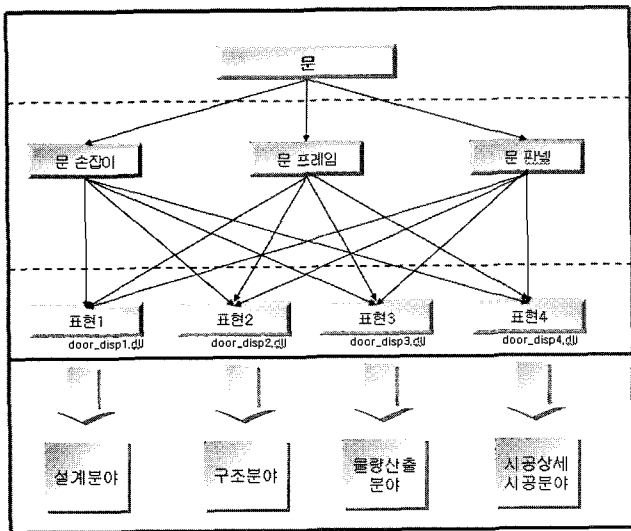 문
문 손잡이
문 프레임
문 판넬
표현1
표현2
표현3
표현4
door_disp1.dll
door_disp2.dll
door_disp3.dll
door_disp4.dll
설계분야
구조분야
물량산출
분야
시공상세
시공분야